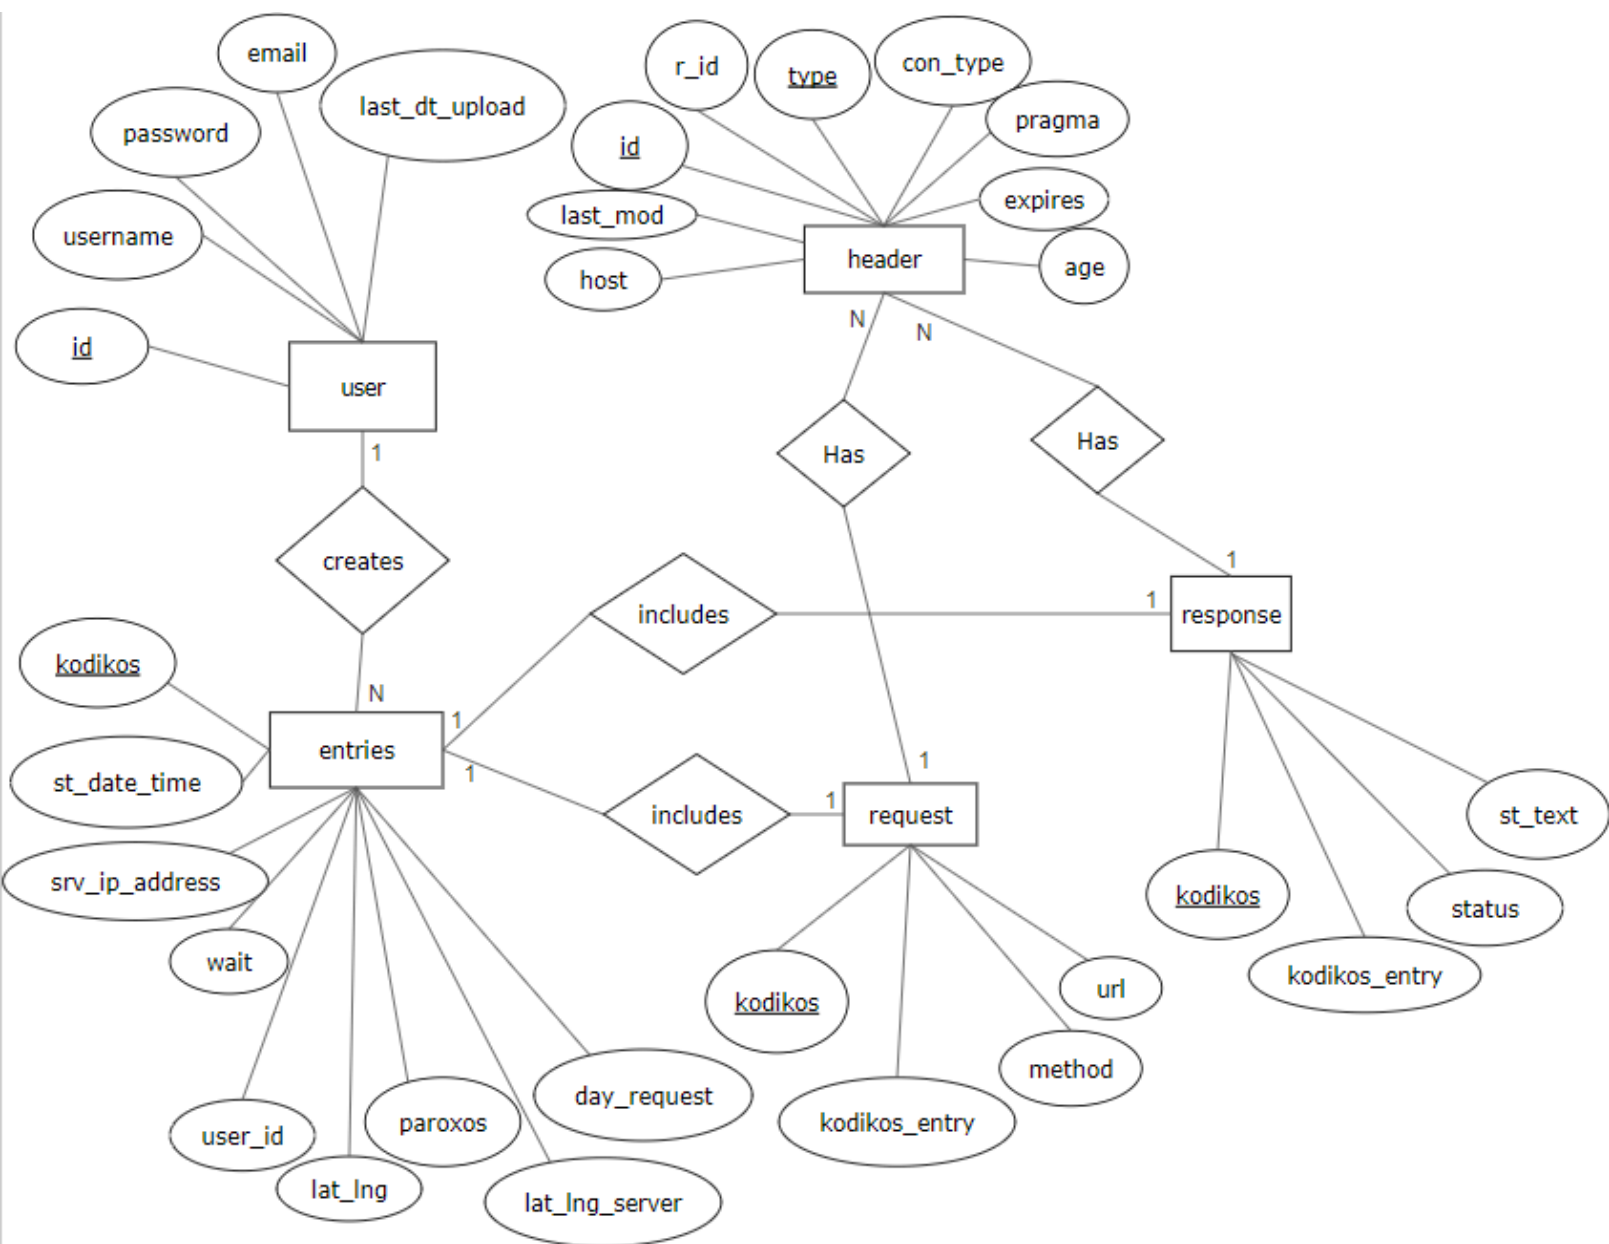 email
last_dt_upload
password
username
id
user
r_id
type
con_type
pragma
id
expires
last_mod
header
age
host
N
N
1
Has
Has
creates
1
includes
1
response
kodikos
N
1
entries
1
1
st_date_time
includes
1
request
st_text
srv_ip_address
kodikos
status
wait
kodikos_entry
kodikos
url
method
day_request
user_id
paroxos
kodikos_entry
lat_lng
lat_lng_server